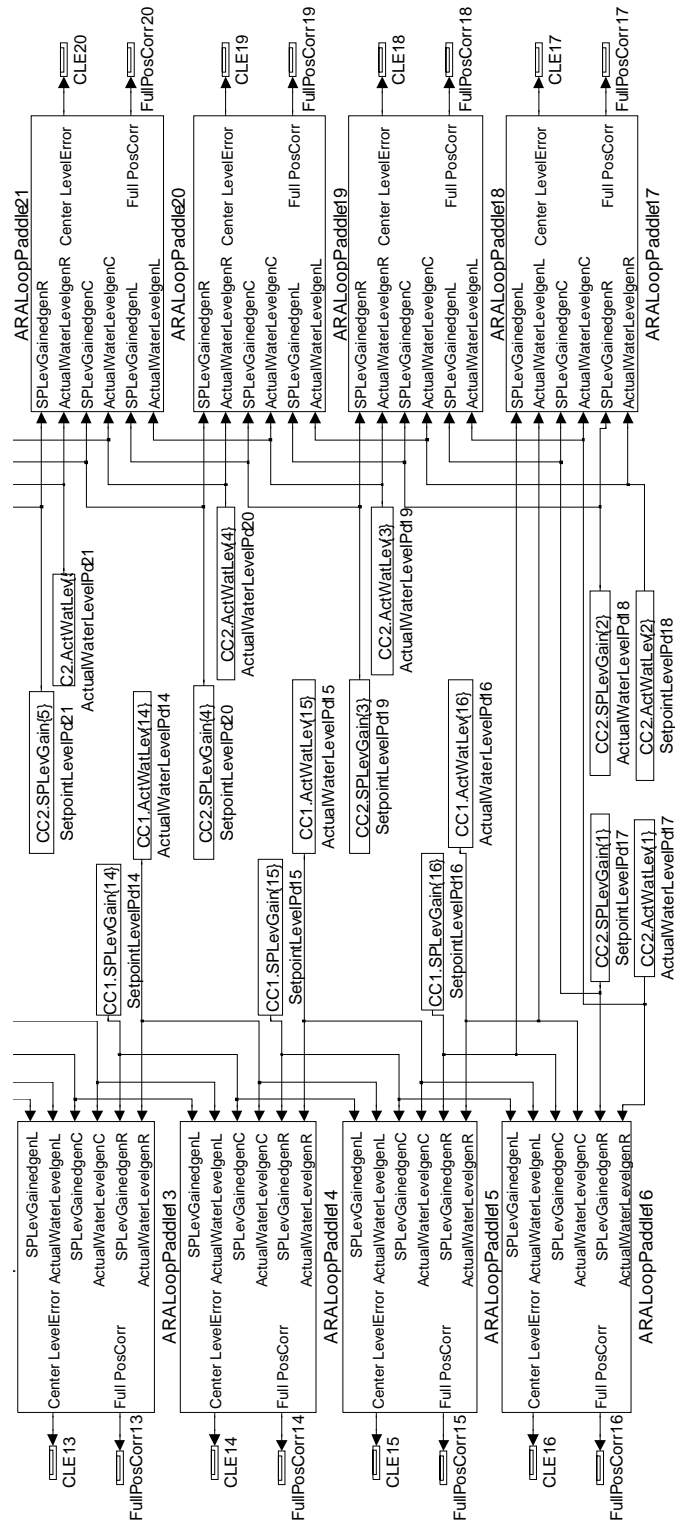 ARALoopPaddle21
SPLevGainedgenR
ActualWaterLevelgenR
SPLevGainedgenC
ActualWaterLevelgenC
SPLevGainedgenL
ActualWaterLevelgenL
Center LevelError
Full PosCorr
CLE20
FullPosCorr20
ARALoopPaddle20
SPLevGainedgenR
ActualWaterLevelgenR
SPLevGainedgenC
ActualWaterLevelgenC
SPLevGainedgenL
ActualWaterLevelgenL
Center LevelError
Full PosCorr
CLE19
FullPosCorr19
ARALoopPaddle19
SPLevGainedgenR
ActualWaterLevelgenR
SPLevGainedgenC
ActualWaterLevelgenC
SPLevGainedgenL
ActualWaterLevelgenL
Center LevelError
Full PosCorr
CLE18
FullPosCorr18
ARALoopPaddle18
SPLevGainedgenL
ActualWaterLevelgenL
SPLevGainedgenC
ActualWaterLevelgenC
SPLevGainedgenR
ActualWaterLevelgenR
Center LevelError
Full PosCorr
CLE17
FullPosCorr17
ARALoopPaddle17
CC2.SPLevGain{5}
SetpointLevelPd21
C2.ActWatLev{
ActualWaterLevelPd21
CC1.SPLevGain{14}
SetpointLevelPd14
CC1.ActWatLev{14}
ActualWaterLevelPd14
CC2.SPLevGain{4}
SetpointLevelPd20
CC2.ActWatLev{4}
ActualWaterLevelPd20
CC1.SPLevGain{15}
SetpointLevelPd15
CC1.ActWatLev{15}
ActualWaterLevelPd15
CC2.SPLevGain{3}
SetpointLevelPd19
CC2.ActWatLev{3}
ActualWaterLevelPd19
CC1.SPLevGain{16}
SetpointLevelPd16
CC1.ActWatLev{16}
ActualWaterLevelPd16
CC2.SPLevGain{1}
SetpointLevelPd17
CC2.ActWatLev{1}
ActualWaterLevelPd17
CC2.SPLevGain{2}
ActualWaterLevelPd18
CC2.ActWatLev{2}
SetpointLevelPd18
SPLevGainedgenL
ActualWaterLevelgenL
SPLevGainedgenC
ActualWaterLevelgenC
SPLevGainedgenR
ActualWaterLevelgenR
Center LevelError
Full PosCorr
CLE13
FullPosCorr13
ARALoopPaddle13
SPLevGainedgenL
ActualWaterLevelgenL
SPLevGainedgenC
ActualWaterLevelgenC
SPLevGainedgenR
ActualWaterLevelgenR
Center LevelError
Full PosCorr
CLE14
FullPosCorr14
ARALoopPaddle14
SPLevGainedgenL
ActualWaterLevelgenL
SPLevGainedgenC
ActualWaterLevelgenC
SPLevGainedgenR
ActualWaterLevelgenR
Center LevelError
Full PosCorr
CLE15
FullPosCorr15
ARALoopPaddle15
SPLevGainedgenL
ActualWaterLevelgenL
SPLevGainedgenC
ActualWaterLevelgenC
SPLevGainedgenR
ActualWaterLevelgenR
Center LevelError
Full PosCorr
CLE16
FullPosCorr16
ARALoopPaddle16